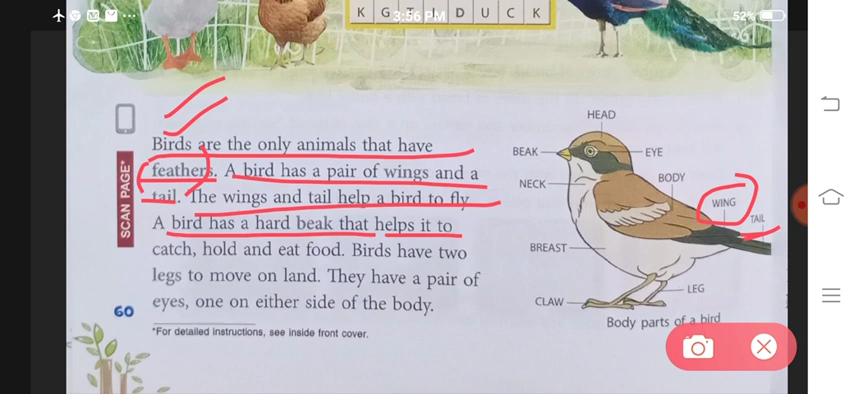 3:56 PM
52%
K G D U C K
HEAD
BEAK
EYE
NECK
BODY
WING
TAIL
BREAST
LEG
CLAW
Body parts of a bird
SCAN PAGE*
Birds are the only animals that have
feathers. A bird has a pair of wings and a
tail. The wings and tail help a bird to fly.
A bird has a hard beak that helps it to
catch, hold and eat food. Birds have two
legs to move on land. They have a pair of
eyes, one on either side of the body.
60
*For detailed instructions, see inside front cover.